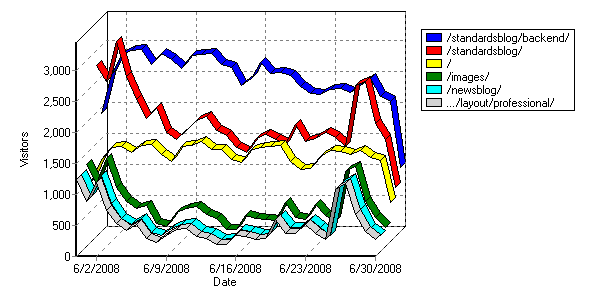 3,000
2,500
2,000
1,500
1,000
500
0
Visitors
6/2/2008
6/9/2008
6/16/2008
6/23/2008
6/30/2008
Date
/standardsblog/backend/
/standardsblog/
/
/images/
/newsblog/
.../layout/professional/